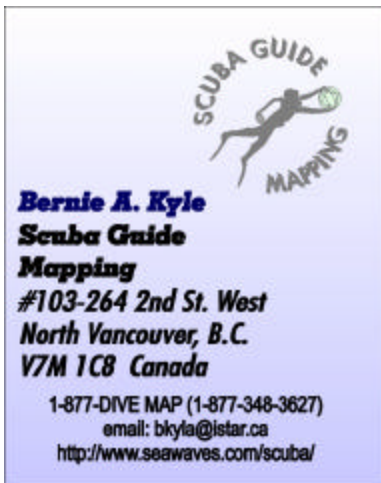 SCUBA GUIDE
MAPPING
Bernie A. Kyle
Scuba Guide
Mapping
#103-264 2nd St. West
North Vancouver, B.C.
V7M 1C8 Canada
1-877-DIVE MAP (1-877-348-3627)
email: bkyla@istar.ca
http://www.seawaves.com/scuba/